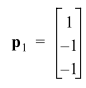 p₁ = [1
-1
-1]